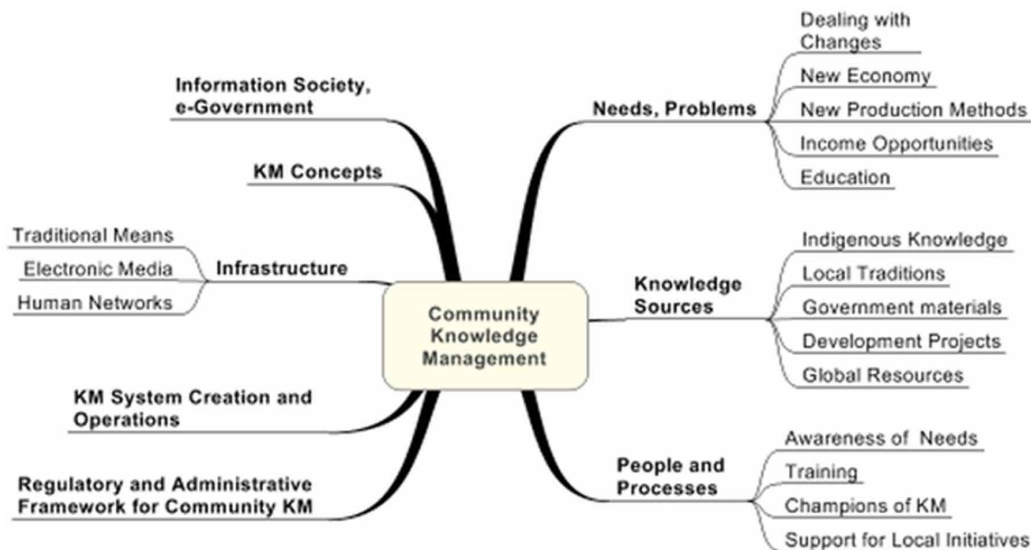 Dealing with
Changes
Information Society,
e-Government
New Economy
Needs, Problems
New Production Methods
Income Opportunities
KM Concepts
Education
Traditional Means
Indigenous Knowledge
Electronic Media
Infrastructure
Local Traditions
Human Networks
Knowledge
Sources
Government materials
Community
Knowledge
Management
Development Projects
Global Resources
KM System Creation and
Operations
Awareness of Needs
People and
Processes
Training
Regulatory and Administrative
Framework for Community KM
Champions of KM
Support for Local Initiatives